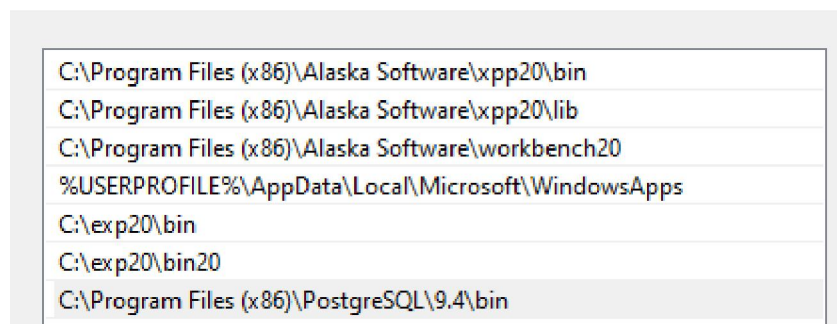 C:\Program Files (x86)\Alaska Software\xpp20\bin
C:\Program Files (x86)\Alaska Software\xpp20\lib
C:\Program Files (x86)\Alaska Software\workbench20
%USERPROFILE%\AppData\Local\Microsoft\WindowsApps
C:\exp20\bin
C:\exp20\bin20
C:\Program Files (x86)\PostgreSQL\9.4\bin